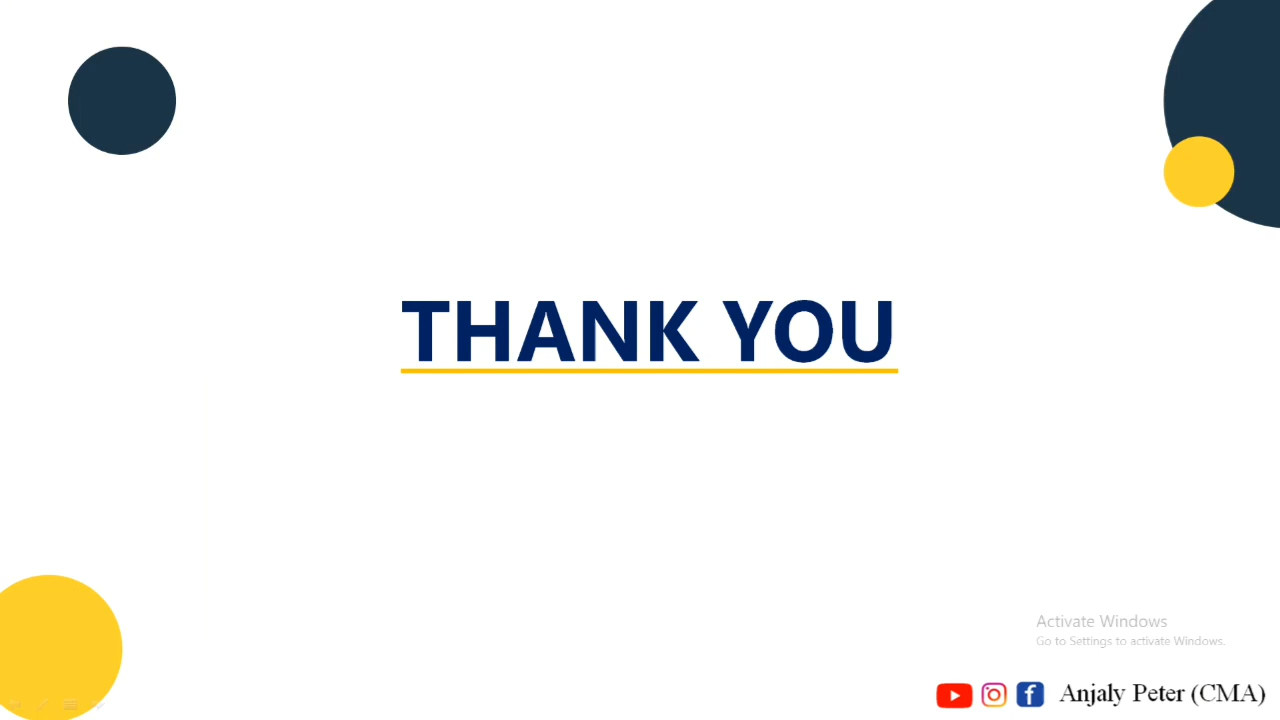 THANK YOU
Activate Windows
Go to Settings to activate Windows.
Anjaly Peter (CMA)